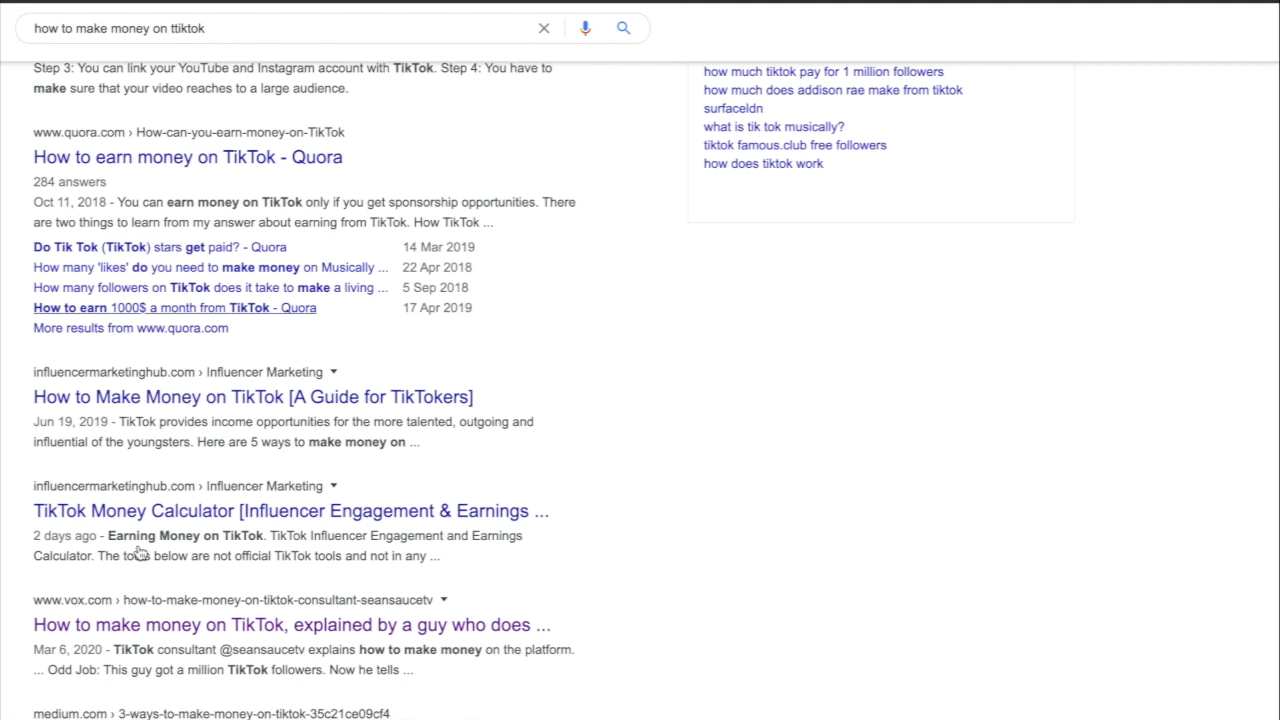 how to make money on ttiktok
Step 3: You can link your YouTube and Instagram account with TikTok. Step 4: You have to
make sure that your video reaches to a large audience.
www.quora.com › How-can-you-earn-money-on-TikTok
How to earn money on TikTok - Quora
284 answers
Oct 11, 2018 - You can earn money on TikTok only if you get sponsorship opportunities. There
are two things to learn from my answer about earning from TikTok. How TikTok ...
Do Tik Tok (TikTok) stars get paid? - Quora 14 Mar 2019
How many 'likes' do you need to make money on Musically ... 22 Apr 2018
How many followers on TikTok does it take to make a living ... 5 Sep 2018
How to earn 1000$ a month from TikTok - Quora 17 Apr 2019
More results from www.quora.com
influencermarketinghub.com › Influencer Marketing
How to Make Money on TikTok [A Guide for TikTokers]
Jun 19, 2019 - TikTok provides income opportunities for the more talented, outgoing and
influential of the youngsters. Here are 5 ways to make money on ...
influencermarketinghub.com › Influencer Marketing
TikTok Money Calculator [Influencer Engagement & Earnings ...
2 days ago - Earning Money on TikTok. TikTok Influencer Engagement and Earnings
Calculator. The tools below are not official TikTok tools and not in any ...
www.vox.com › how-to-make-money-on-tiktok-consultant-seansaucetv
How to make money on TikTok, explained by a guy who does ...
Mar 6, 2020 - TikTok consultant @seansaucetv explains how to make money on the platform.
... Odd Job: This guy got a million TikTok followers. Now he tells ...
medium.com › 3-ways-to-make-money-on-tiktok-35c21ce09cf4
how much tiktok pay for 1 million followers
how much does addison rae make from tiktok
surfaceldn
what is tik tok musically?
tiktok famous.club free followers
how does tiktok work